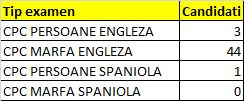 Tip examen Candidati
CPC PERSOANE ENGLEZA 3
CPC MARFA ENGLEZA 44
CPC PERSOANE SPANIOLA 1
CPC MARFA SPANIOLA 0